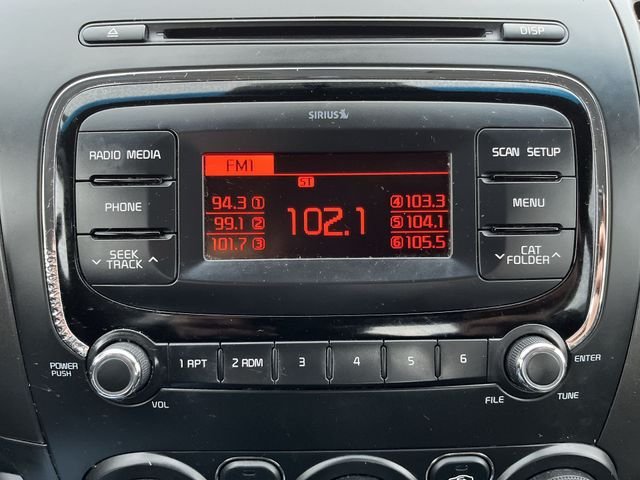 DISP
SIRIUS
RADIO MEDIA
SCAN SETUP
FM1
ST
94.3 1
4 103.3
PHONE
99.1 2
102.1
5 104.1
MENU
101.7 3
6 105.5
SEEK
TRACK
CAT
FOLDER
POWER
PUSH
1 RPT
2 RDM
3
4
5
6
ENTER
VOL
FILE
TUNE